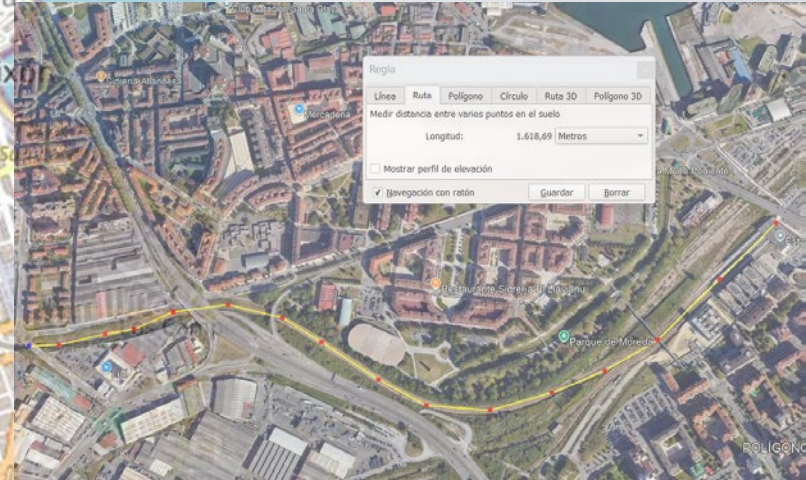 Regla
Línea Ruta Polígono Círculo Ruta 3D Polígono 3D
Medir distancia entre varios puntos en el suelo
Longitud: 1.618,69 Metros
Mostrar perfil de elevación
Navegación con ratón Guardar Borrar
Mercadona
Parque de Moreda
POLÍGONO